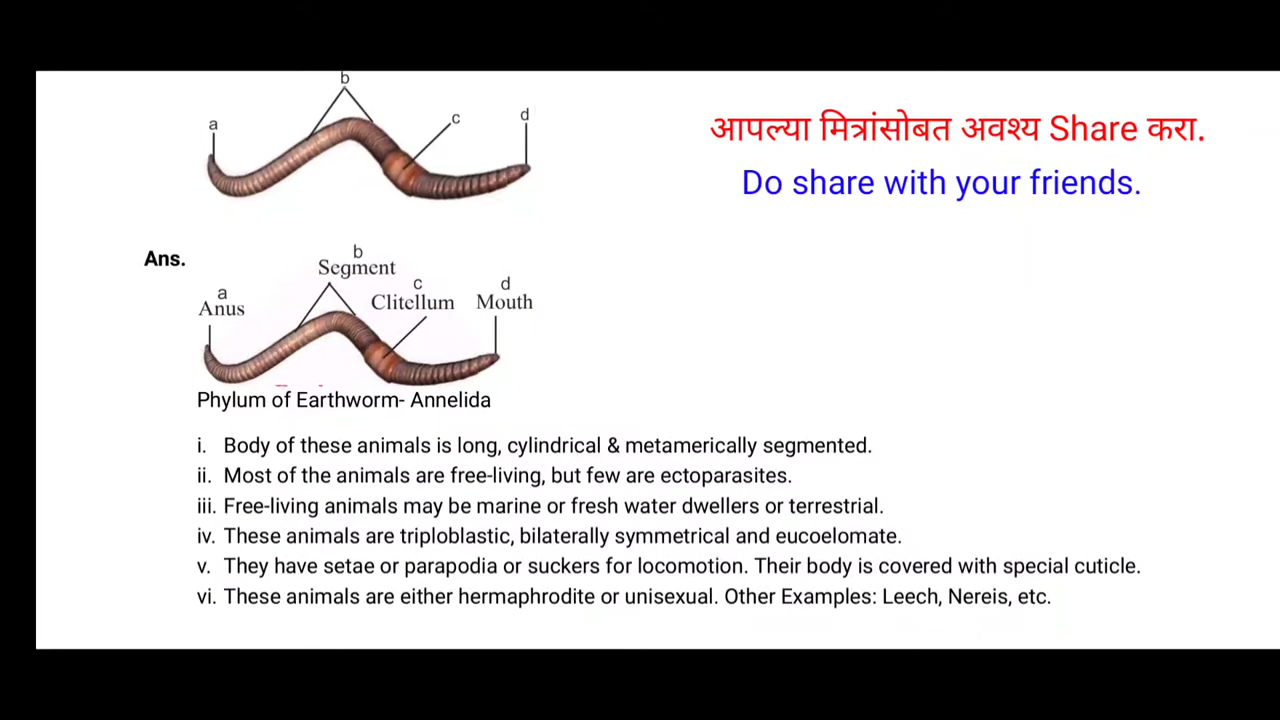 b
a
c
d
आपल्या मित्रांसोबत अवश्य Share करा.
Do share with your friends.
Ans.
b
Segment
a
Anus
c
Clitellum
d
Mouth
Phylum of Earthworm- Annelida
i. Body of these animals is long, cylindrical & metamerically segmented.
ii. Most of the animals are free-living, but few are ectoparasites.
iii. Free-living animals may be marine or fresh water dwellers or terrestrial.
iv. These animals are triploblastic, bilaterally symmetrical and eucoelomate.
v. They have setae or parapodia or suckers for locomotion. Their body is covered with special cuticle.
vi. These animals are either hermaphrodite or unisexual. Other Examples: Leech, Nereis, etc.